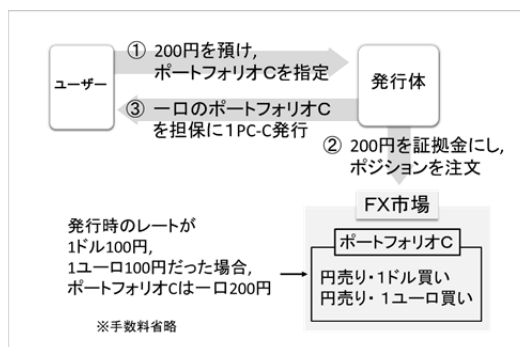 ① 200円を預け,
ポートフォリオCを指定
ユーザー
発行体
③ 一口のポートフォリオC
を担保に1PC-C発行
② 200円を証拠金にし,
ポジションを注文
FX市場
ポートフォリオC
円売り・1ドル買い
円売り・1ユーロ買い
発行時のレートが
1ドル100円,
1ユーロ100円だった場合,
ポートフォリオCは一口200円
※手数料省略